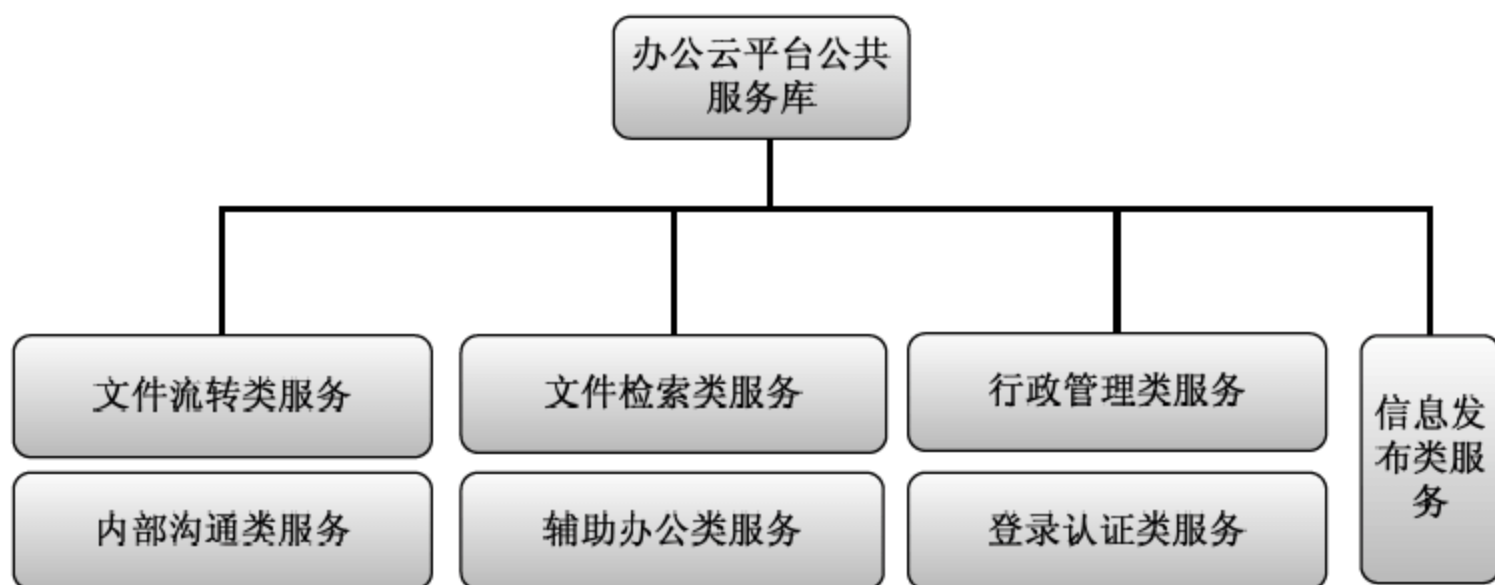 办公云平台公共
服务库
文件流转类服务
文件检索类服务
行政管理类服务
信息发
布类服
务
内部沟通类服务
辅助办公类服务
登录认证类服务